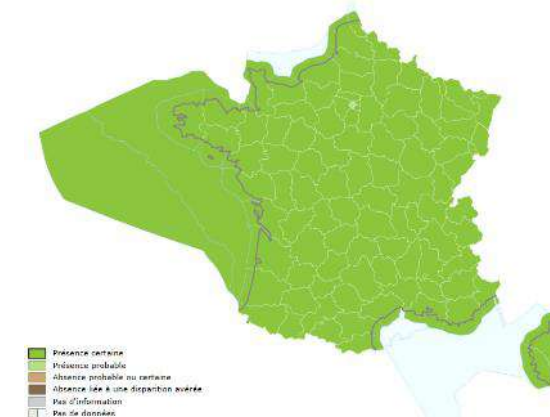 Présence certaine
Présence probable
Absence probable ou certaine
Absence liée à une disparition avérée
Pas d'information
Pas de données